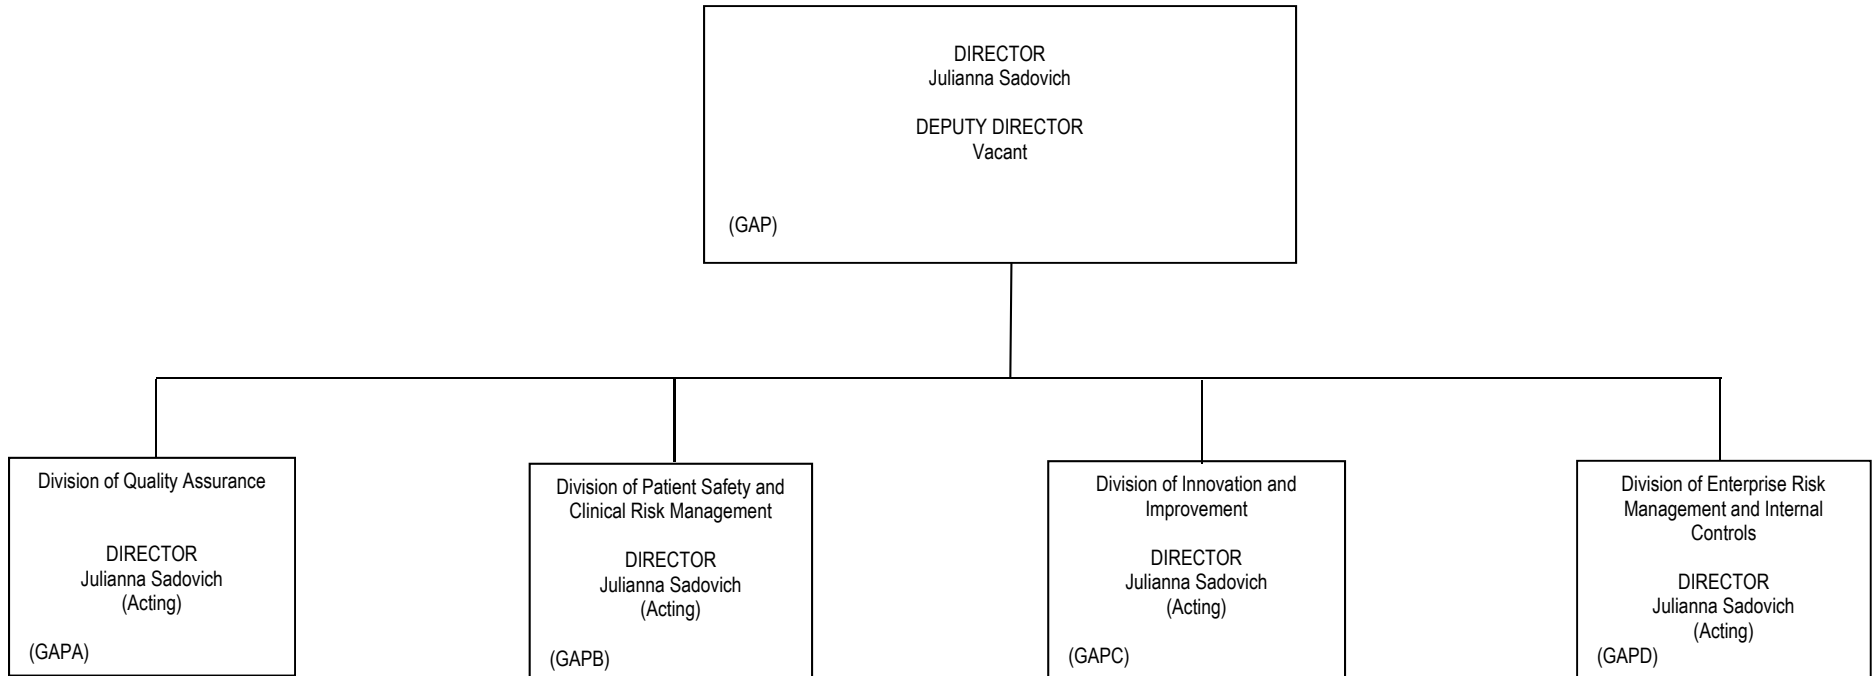 DIRECTOR
Julianna Sadovich
DEPUTY DIRECTOR
Vacant
(GAP)
Division of Quality Assurance
DIRECTOR
Julianna Sadovich
(Acting)
(GAPA)
Division of Patient Safety and
Clinical Risk Management
DIRECTOR
Julianna Sadovich
(Acting)
(GAPB)
Division of Innovation and
Improvement
DIRECTOR
Julianna Sadovich
(Acting)
(GAPC)
Division of Enterprise Risk
Management and Internal
Controls
DIRECTOR
Julianna Sadovich
(Acting)
(GAPD)